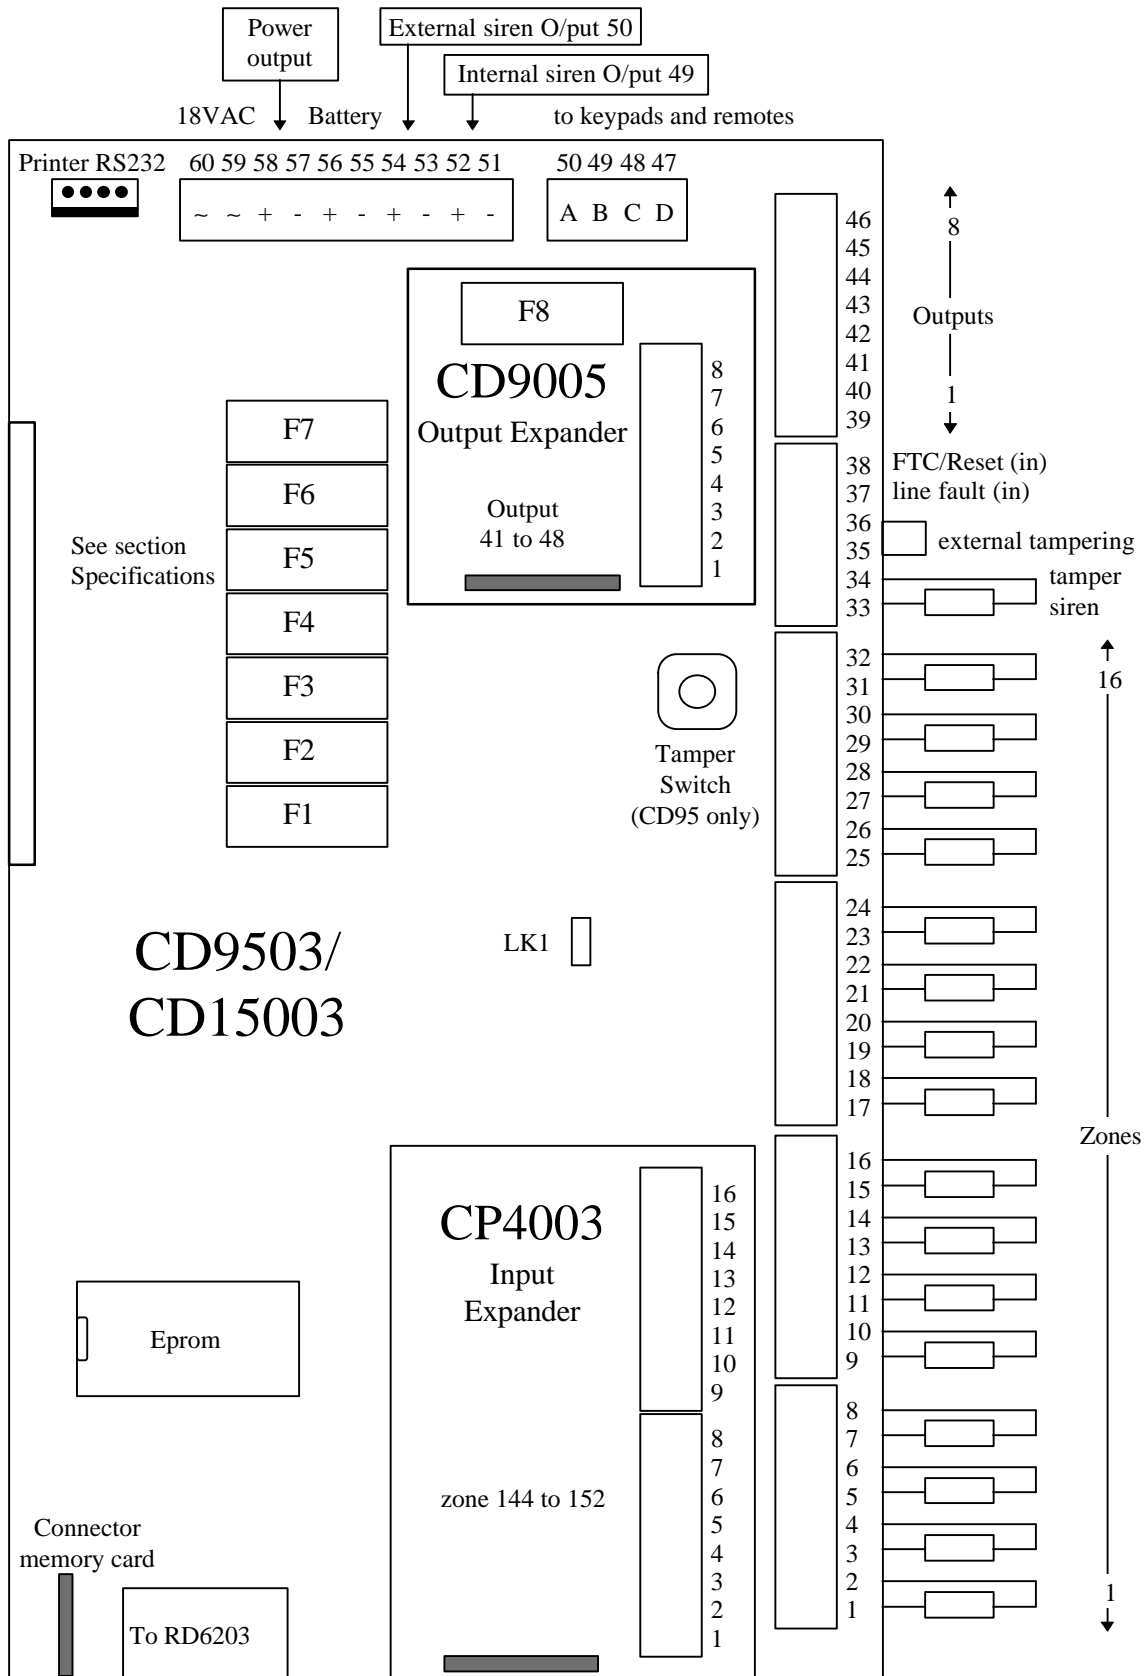 Power
output
External siren O/put 50
Internal siren O/put 49
18VAC
Battery
to keypads and remotes
Printer RS232
60 59 58 57 56 55 54 53 52 51
50 49 48 47
~ ~ + - + - + - + -
A B C D
46
45
44
43
42
41
40
39
8
Outputs
1
F8
CD9005
Output Expander
Output
41 to 48
8
7
6
5
4
3
2
1
F7
F6
F5
F4
F3
F2
F1
See section
Specifications
38
37
36
35
34
33
FTC/Reset (in)
line fault (in)
external tampering
tamper
siren
Tamper
Switch
(CD95 only)
32
31
30
29
28
27
26
25
16
LK1
CD9503/
CD15003
24
23
22
21
20
19
18
17
Zones
16
15
14
13
12
11
10
9
CP4003
Input
Expander
16
15
14
13
12
11
10
9
Eprom
8
7
6
5
4
3
2
1
zone 144 to 152
8
7
6
5
4
3
2
1
1
Connector
memory card
To RD6203